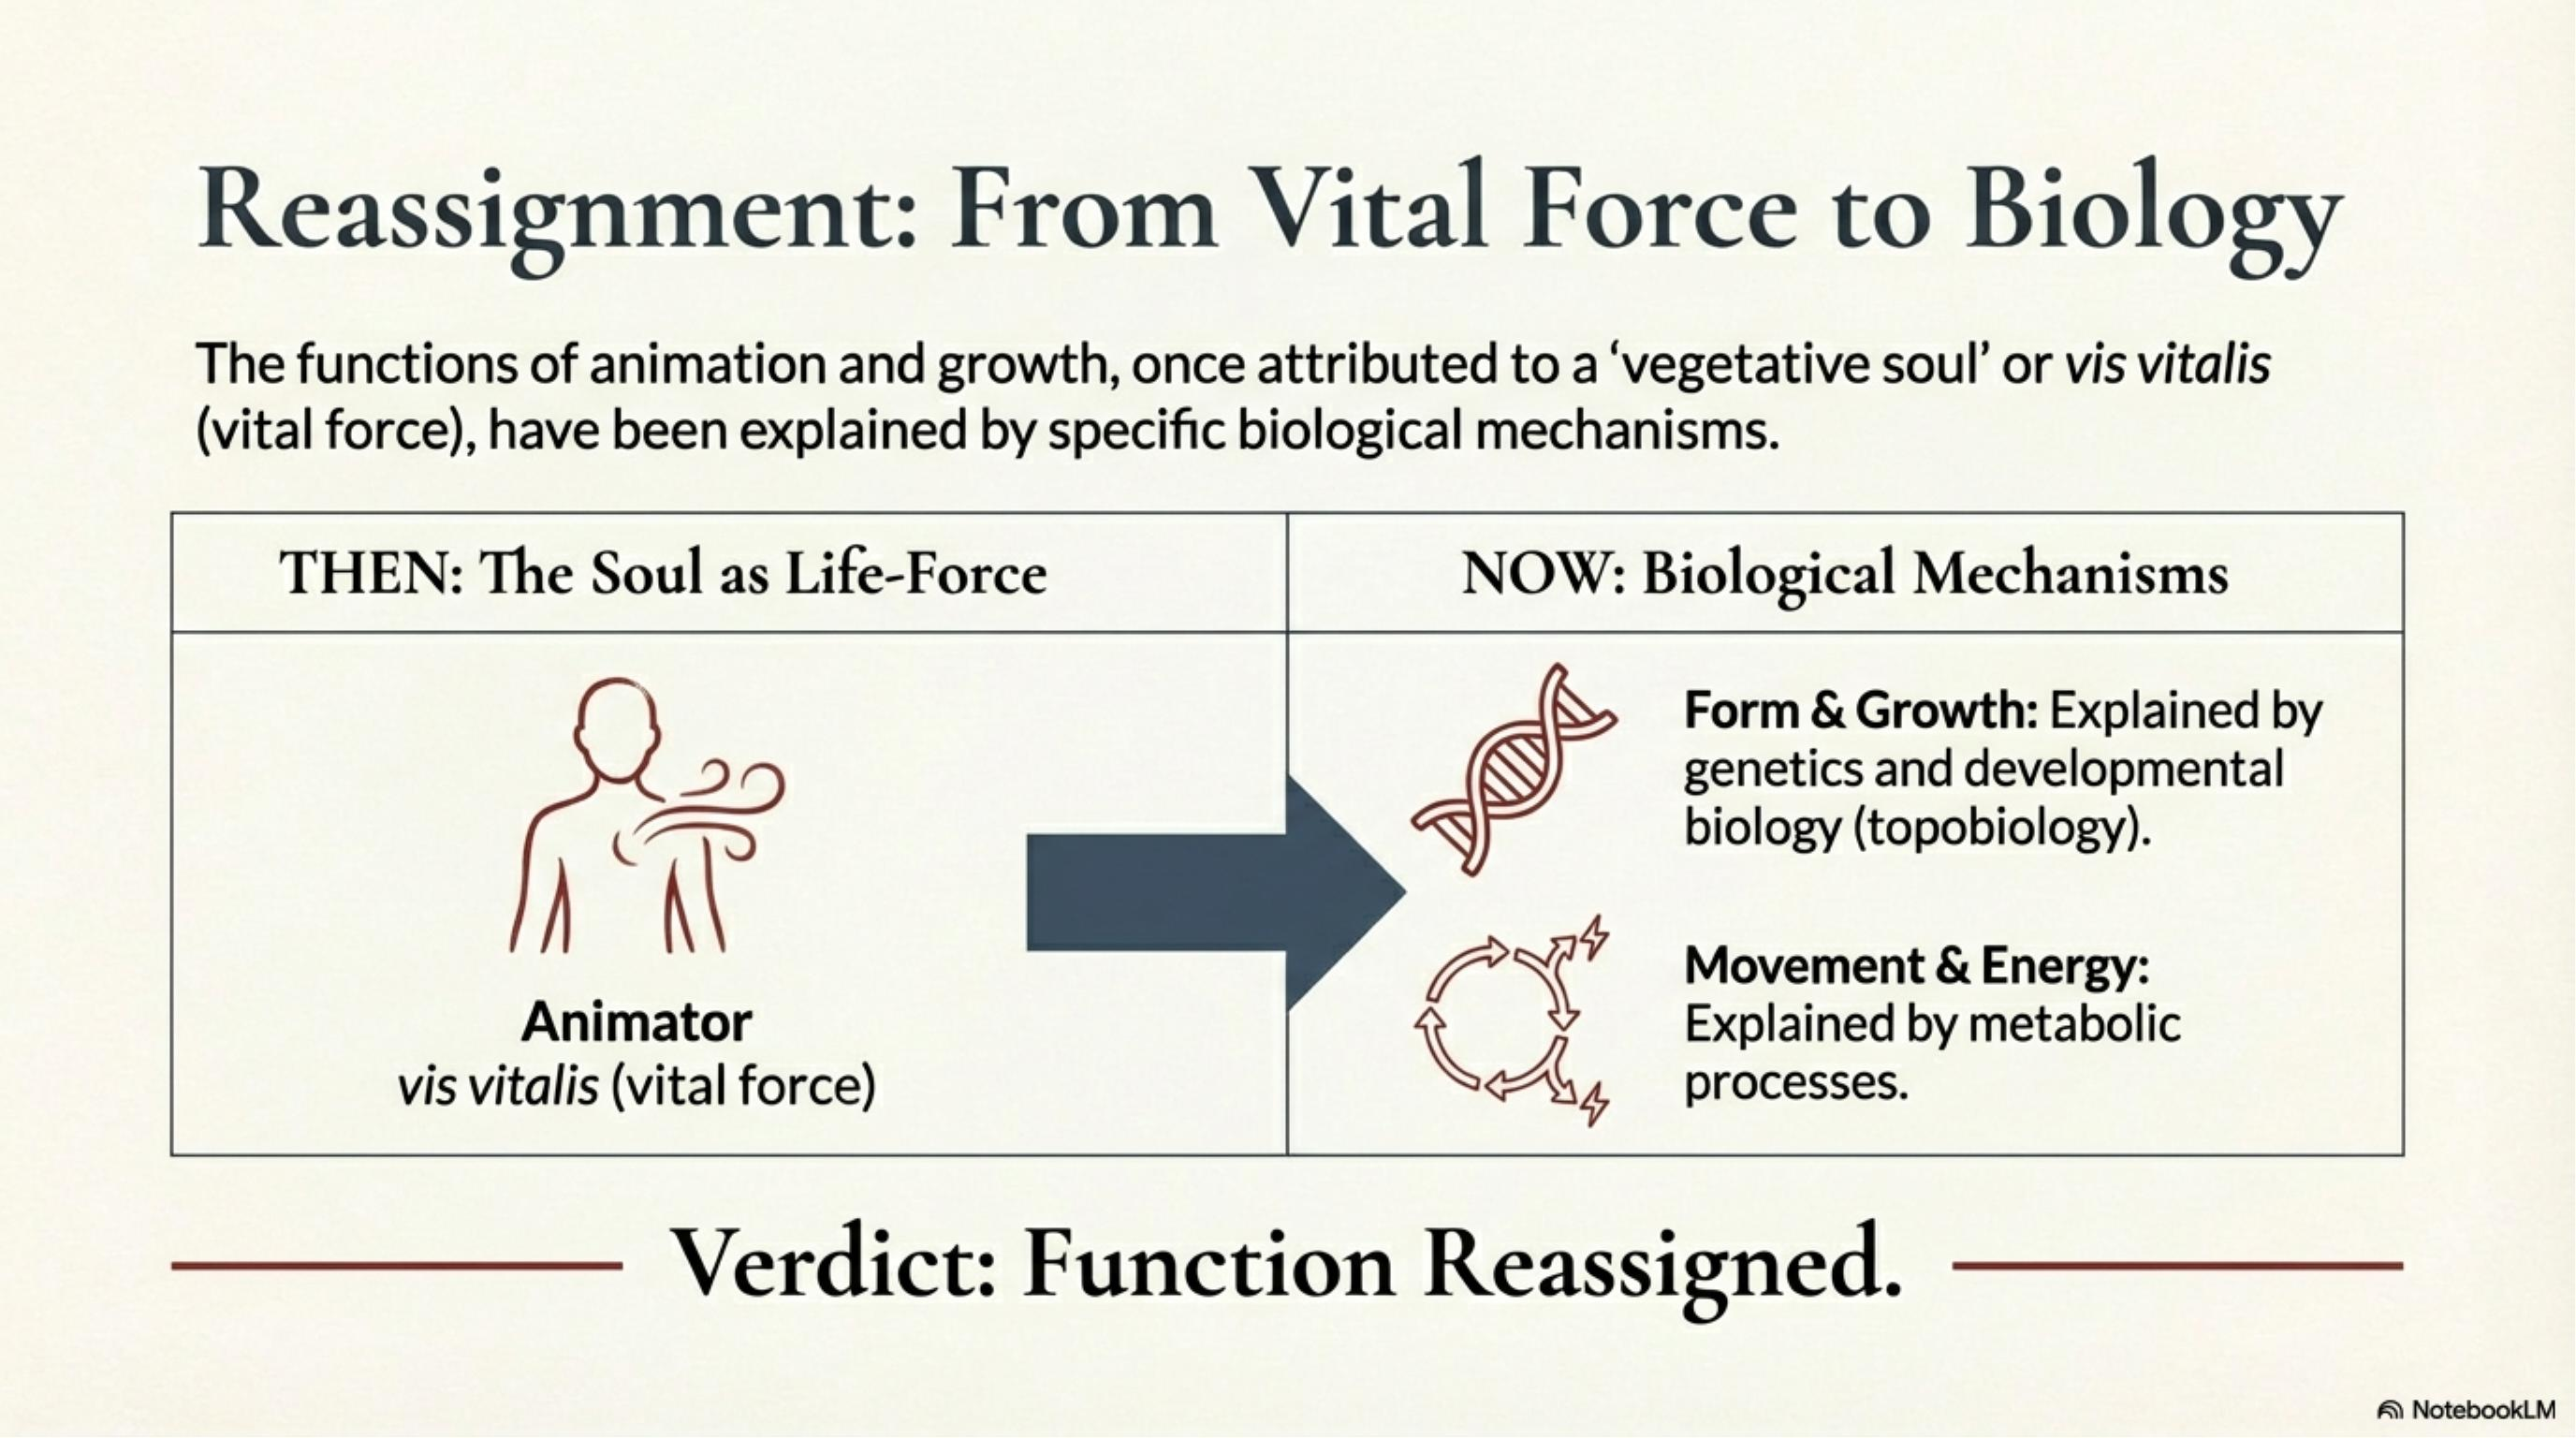 Reassignment: From Vital Force to Biology
The functions of animation and growth, once attributed to a ‘vegetative soul’ or vis vitalis
(vital force), have been explained by specific biological mechanisms.
THEN: The Soul as Life-Force
NOW: Biological Mechanisms
Animator
vis vitalis (vital force)
Form & Growth: Explained by
genetics and developmental
biology (topobiology).
Movement & Energy:
Explained by metabolic
processes.
Verdict: Function Reassigned.
NotebookLM